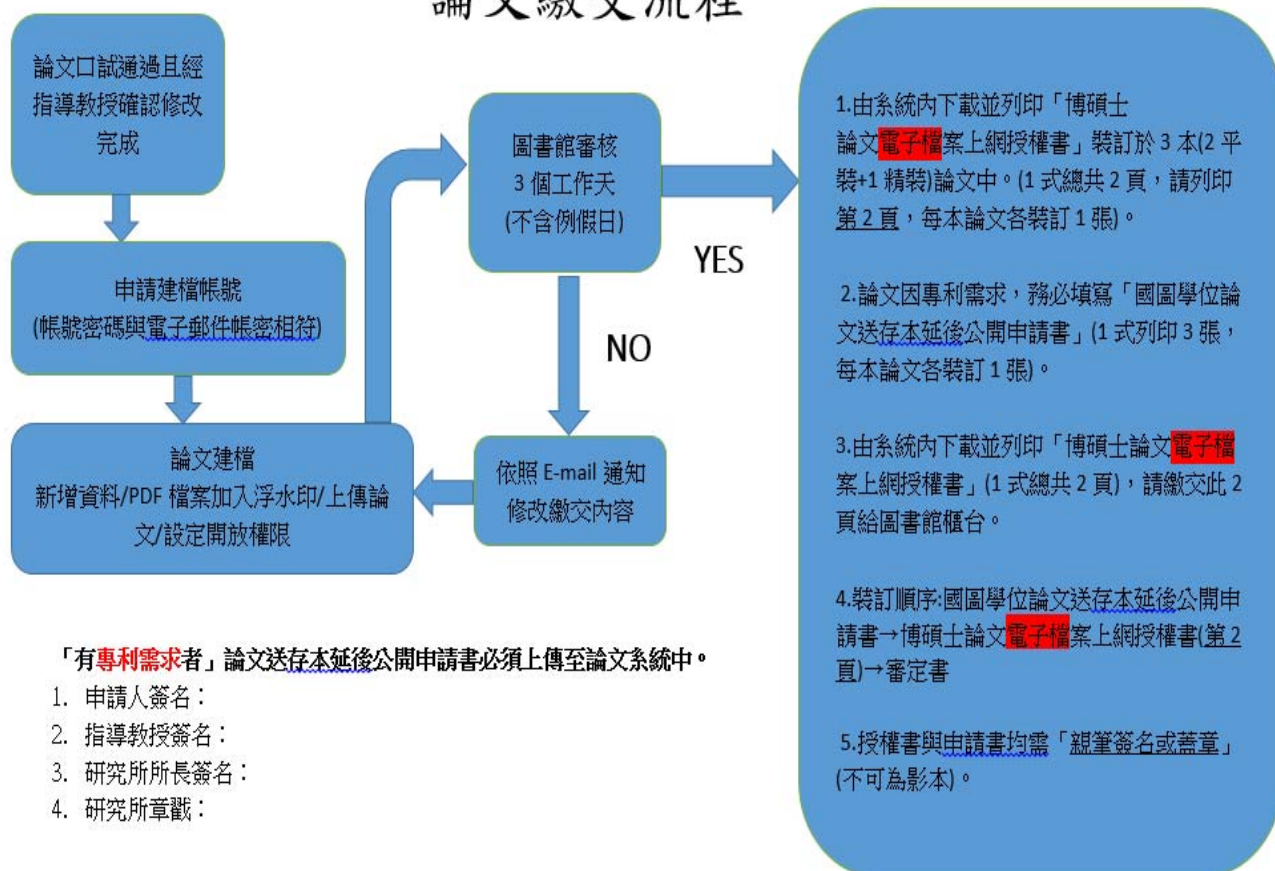 論文繳交流程
論文口試通過且經
指導教授確認修改
完成
申請建檔帳號
(帳號密碼與電子郵件帳密相符)
論文建檔
新增資料/PDF 檔案加入浮水印/上傳論
文/設定開放權限
圖書館審核
3 個工作天
(不含例假日)
YES
NO
依照 E-mail 通知
修改繳交內容
1.由系統內下載並列印「博碩士
論文電子檔案上網授權書」裝訂於 3 本(2 平
裝+1 精裝)論文中。(1 式總共 2 頁，請列印
第 2 頁，每本論文各裝訂 1 張)。
2.論文因專利需求，務必填寫「國圖學位論
文送存本延後公開申請書」(1 式列印 3 張，
每本論文各裝訂 1 張)。
3.由系統內下載並列印「博碩士論文電子檔
案上網授權書」(1 式總共 2 頁)，請繳交此 2
頁給圖書館櫃台。
4.裝訂順序:國圖學位論文送存本延後公開申
請書→博碩士論文電子檔案上網授權書(第 2
頁)→審定書
5.授權書與申請書均需「親筆簽名或蓋章」
(不可為影本)。
「有專利需求者」論文送存本延後公開申請書必須上傳至論文系統中。
1. 申請人簽名：
2. 指導教授簽名：
3. 研究所所長簽名：
4. 研究所章戳：